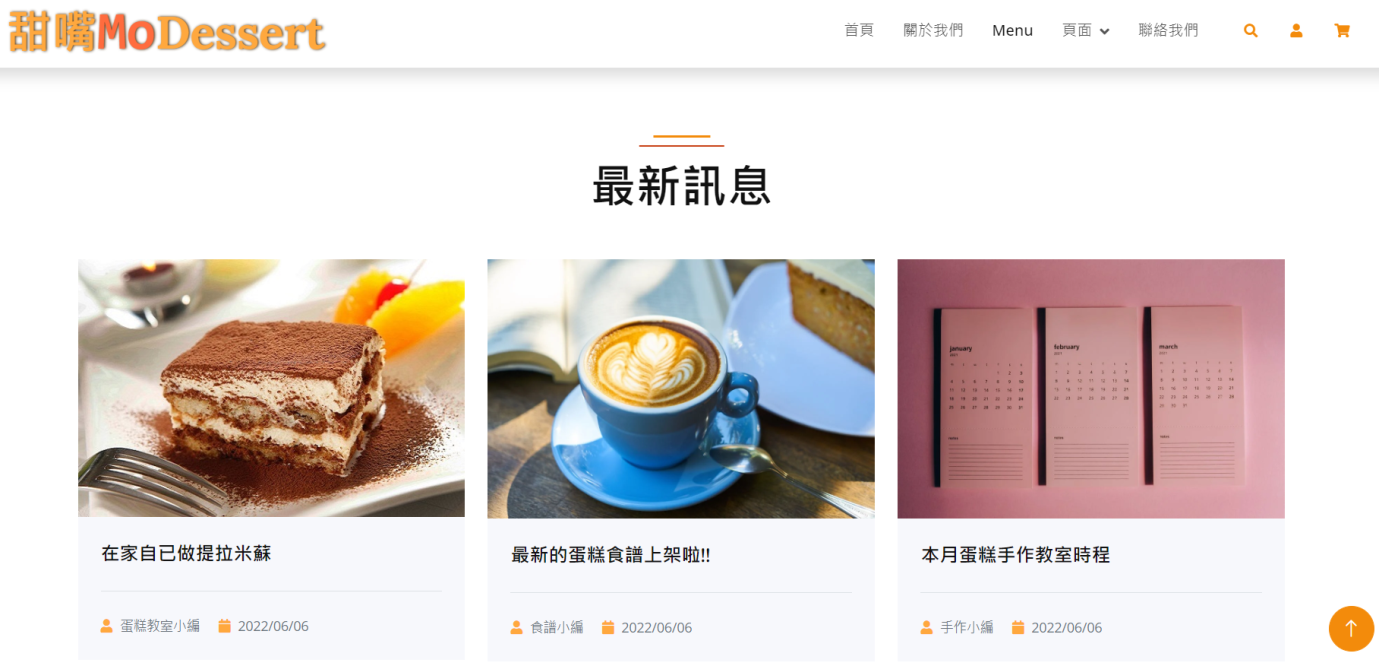 甜嘴MoDessert
首頁 關於我們 Menu 頁面 聯絡我們
最新訊息
january
february
march
在家自已做提拉米蘇
最新的蛋糕食譜上架啦!!
本月蛋糕手作教室時程
蛋糕教室小編 2022/06/06
食譜小編 2022/06/06
手作小編 2022/06/06